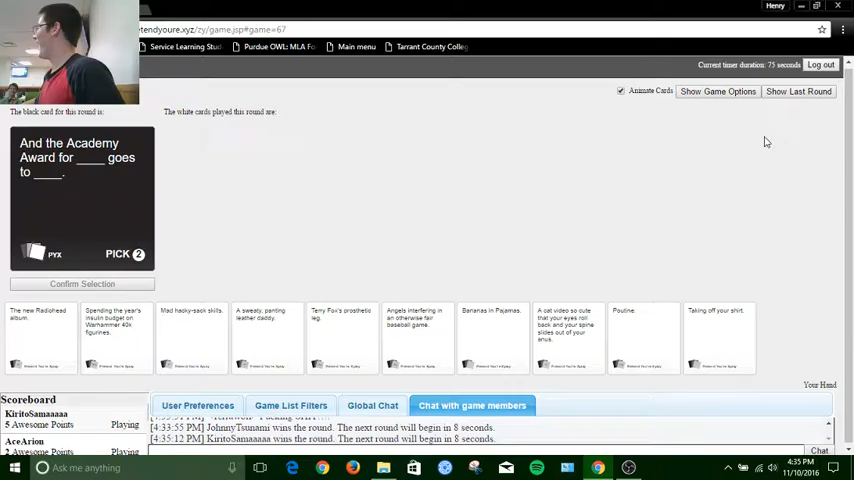 Henry
etendyoure.xyz/zy/game.jsp#game=67
Service Learning Stud
Purdue OWL: MLA Fo
Main menu
Tarrant County Colleg
Current timer duration: 75 seconds
Log out
Animate Cards
Show Game Options
Show Last Round
The black card for this round is:
The white cards played this round are:
And the Academy
Award for ____ goes
to ____.
PYX
PICK 2
Confirm Selection
The new Radiohead
album.
Spending the year's
insulin budget on
Warhammer 40k
figurines.
Mad hacky-sack skills.
A sweaty, panting
leather daddy.
Terry Fox's prosthetic
leg.
Angels interfering in
an otherwise fair
baseball game.
Bananas in Pajamas.
A cat video so cute
that your eyes roll
back and your spine
slides out of your
anus.
Poutine.
Taking off your shirt.
Your Hand
Scoreboard
KiritoSamaaaaa
5 Awesome Points
Playing
AceArion
2 Awesome Points
Playing
User Preferences
Game List Filters
Global Chat
Chat with game members
[4:33:55 PM] JohnnyTsunami wins the round. The next round will begin in 8 seconds.
[4:35:12 PM] KiritoSamaaaaa wins the round. The next round will begin in 8 seconds.
Chat
Ask me anything
4:35 PM
11/10/2016